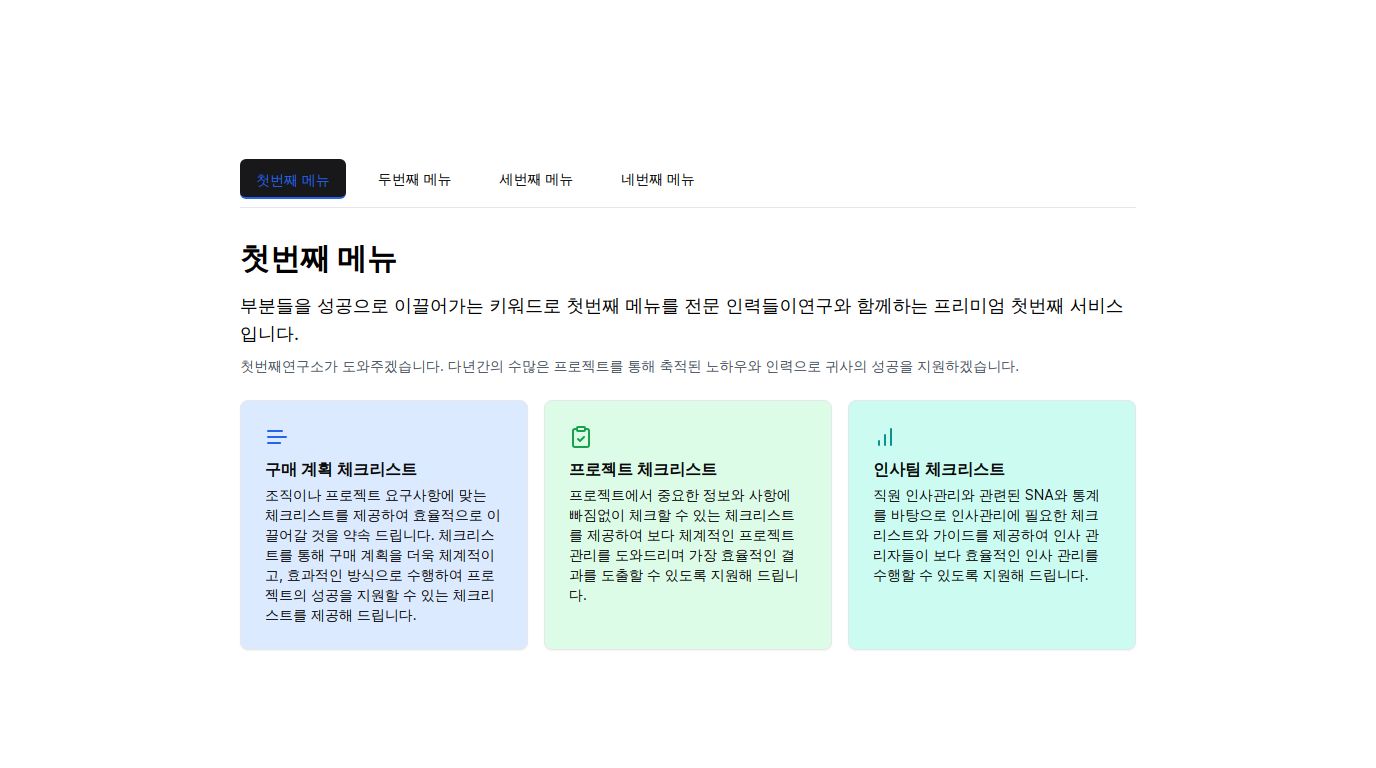 첫번째 메뉴
두번째 메뉴
세번째 메뉴
네번째 메뉴
첫번째 메뉴
부분들을 성공으로 이끌어가는 키워드로 첫번째 메뉴를 전문 인력들이연구와 함께하는 프리미엄 첫번째 서비스
입니다.
첫번째연구소가 도와주겠습니다. 다년간의 수많은 프로젝트를 통해 축적된 노하우와 인력으로 귀사의 성공을 지원하겠습니다.
구매 계획 체크리스트
조직이나 프로젝트 요구사항에 맞는
체크리스트를 제공하여 효율적으로 이
끌어갈 것을 약속 드립니다. 체크리스
트를 통해 구매 계획을 더욱 체계적이
고, 효과적인 방식으로 수행하여 프로
젝트의 성공을 지원할 수 있는 체크리
스트를 제공해 드립니다.
프로젝트 체크리스트
프로젝트에서 중요한 정보와 사항에
빠짐없이 체크할 수 있는 체크리스트
를 제공하여 보다 체계적인 프로젝트
관리를 도와드리며 가장 효율적인 결
과를 도출할 수 있도록 지원해 드립니
다.
인사팀 체크리스트
직원 인사관리와 관련된 SNA와 통계
를 바탕으로 인사관리에 필요한 체크
리스트와 가이드를 제공하여 인사 관
리자들이 보다 효율적인 인사 관리를
수행할 수 있도록 지원해 드립니다.